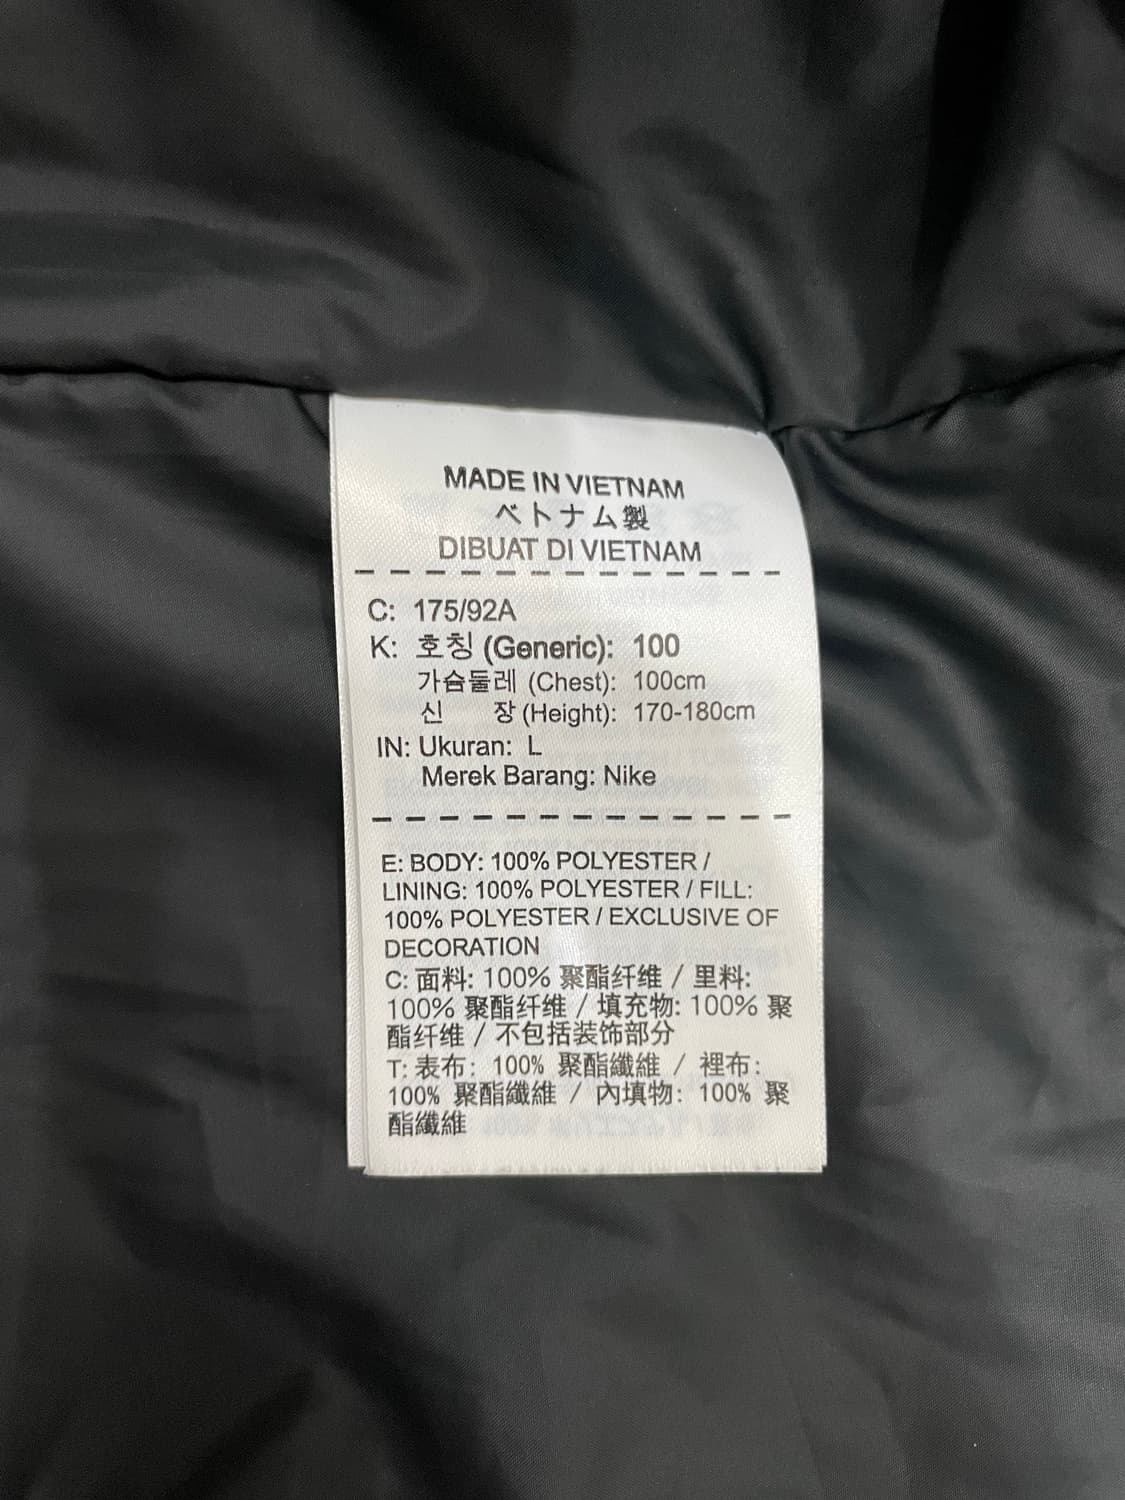 MADE IN VIETNAM
ベトナム製
DIBUAT DI VIETNAM
C: 175/92A
K: 호칭 (Generic): 100
가슴둘레 (Chest): 100cm
신 장 (Height): 170-180cm
IN: Ukuran: L
Merek Barang: Nike
E: BODY: 100% POLYESTER /
LINING: 100% POLYESTER / FILL:
100% POLYESTER / EXCLUSIVE OF
DECORATION
C: 面料: 100% 聚酯纤维 / 里料:
100% 聚酯纤维 / 填充物: 100% 聚
酯纤维 / 不包括装饰部分
T: 表布: 100% 聚酯纖維 / 裡布:
100% 聚酯纖維 / 內填物: 100% 聚
酯纖維